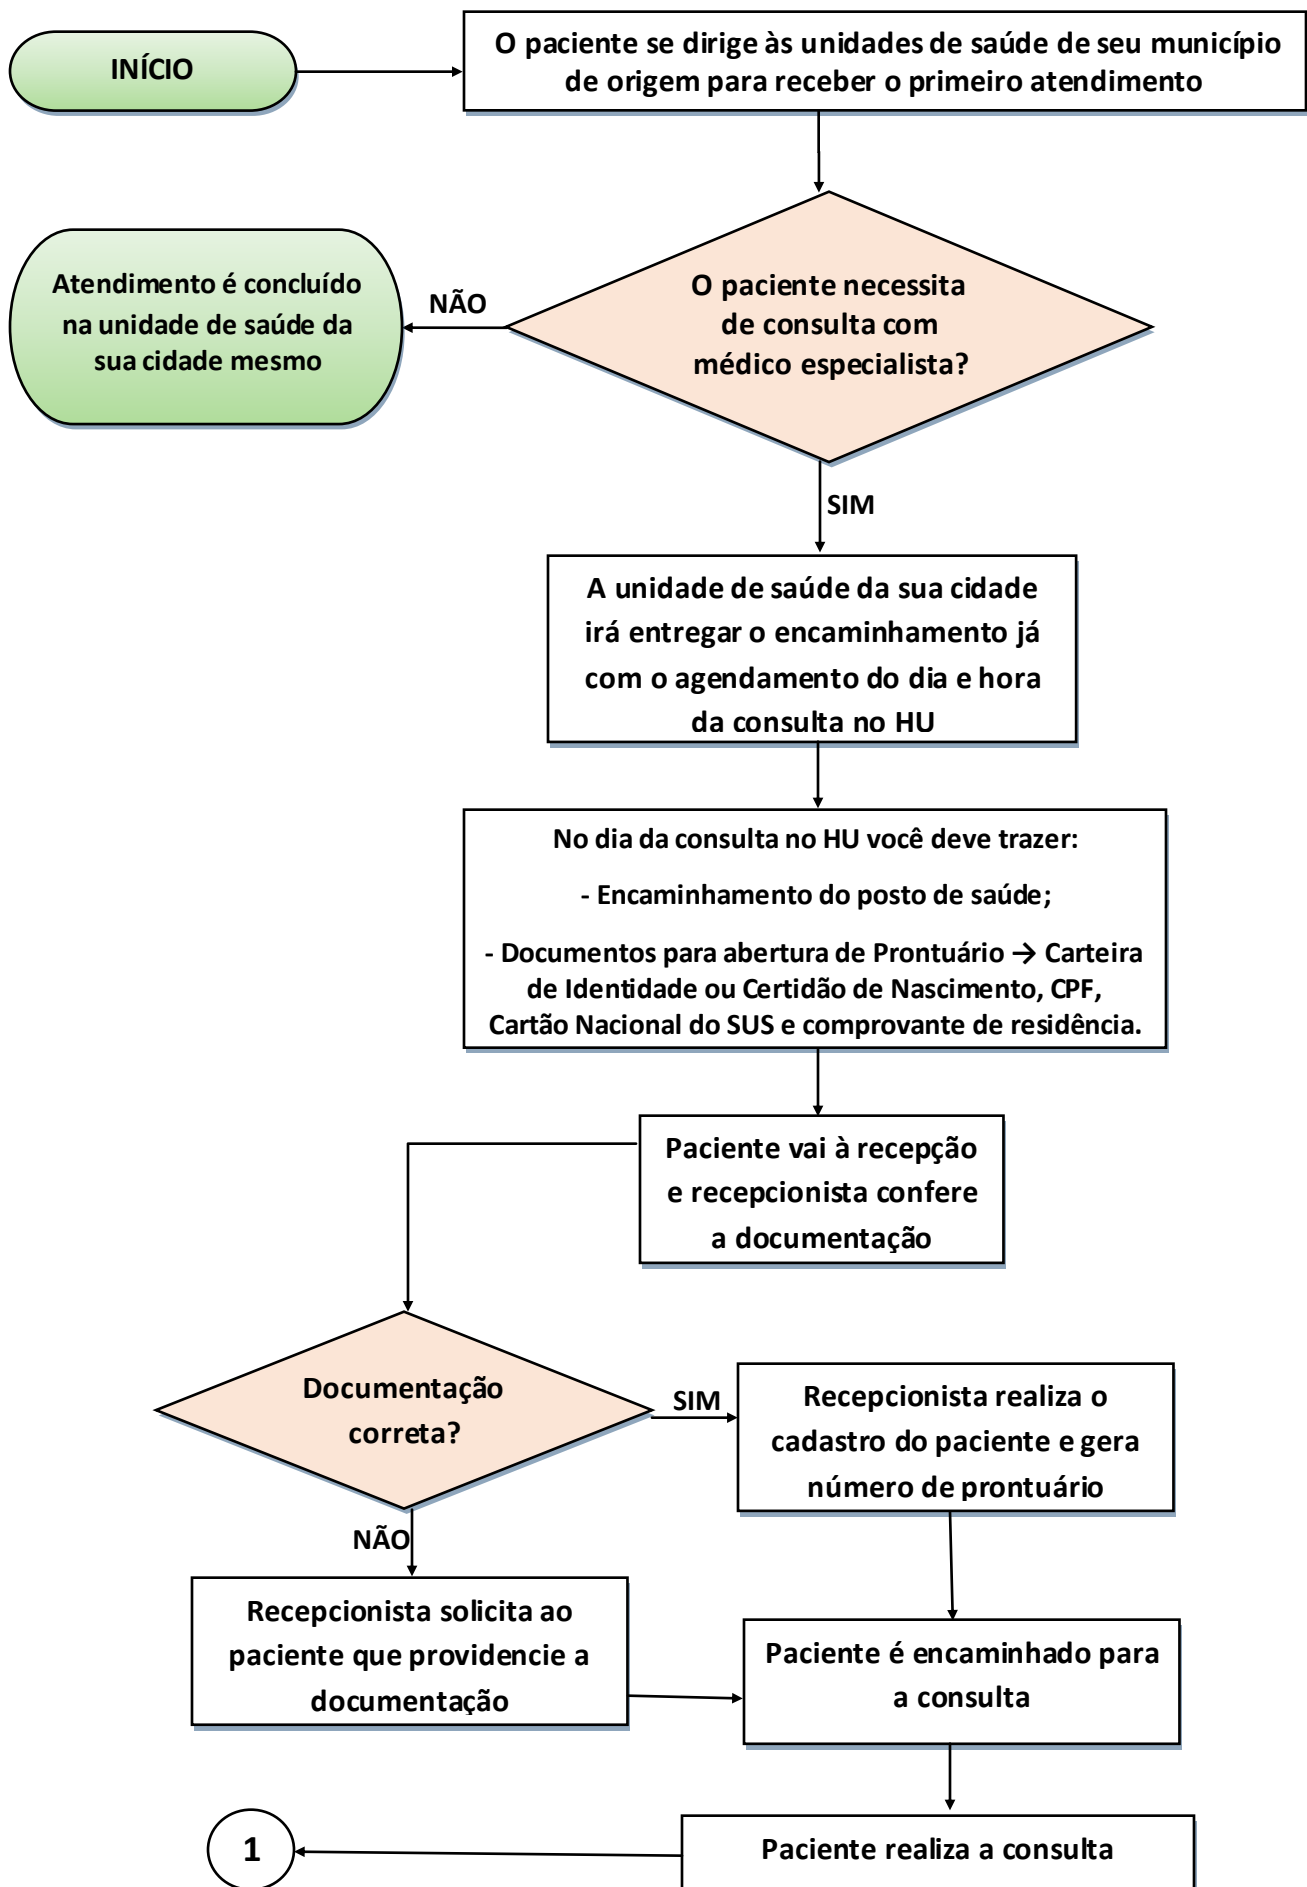 INÍCIO
O paciente se dirige às unidades de saúde de seu município
de origem para receber o primeiro atendimento
O paciente necessita
de consulta com
médico especialista?
NÃO
Atendimento é concluído
na unidade de saúde da
sua cidade mesmo
SIM
A unidade de saúde da sua cidade
irá entregar o encaminhamento já
com o agendamento do dia e hora
da consulta no HU
No dia da consulta no HU você deve trazer:
- Encaminhamento do posto de saúde;
- Documentos para abertura de Prontuário → Carteira
de Identidade ou Certidão de Nascimento, CPF,
Cartão Nacional do SUS e comprovante de residência.
Paciente vai à recepção
e recepcionista confere
a documentação
Documentação
correta?
SIM
Recepcionista realiza o
cadastro do paciente e gera
número de prontuário
NÃO
Recepcionista solicita ao
paciente que providencie a
documentação
Paciente é encaminhado para
a consulta
Paciente realiza a consulta
1